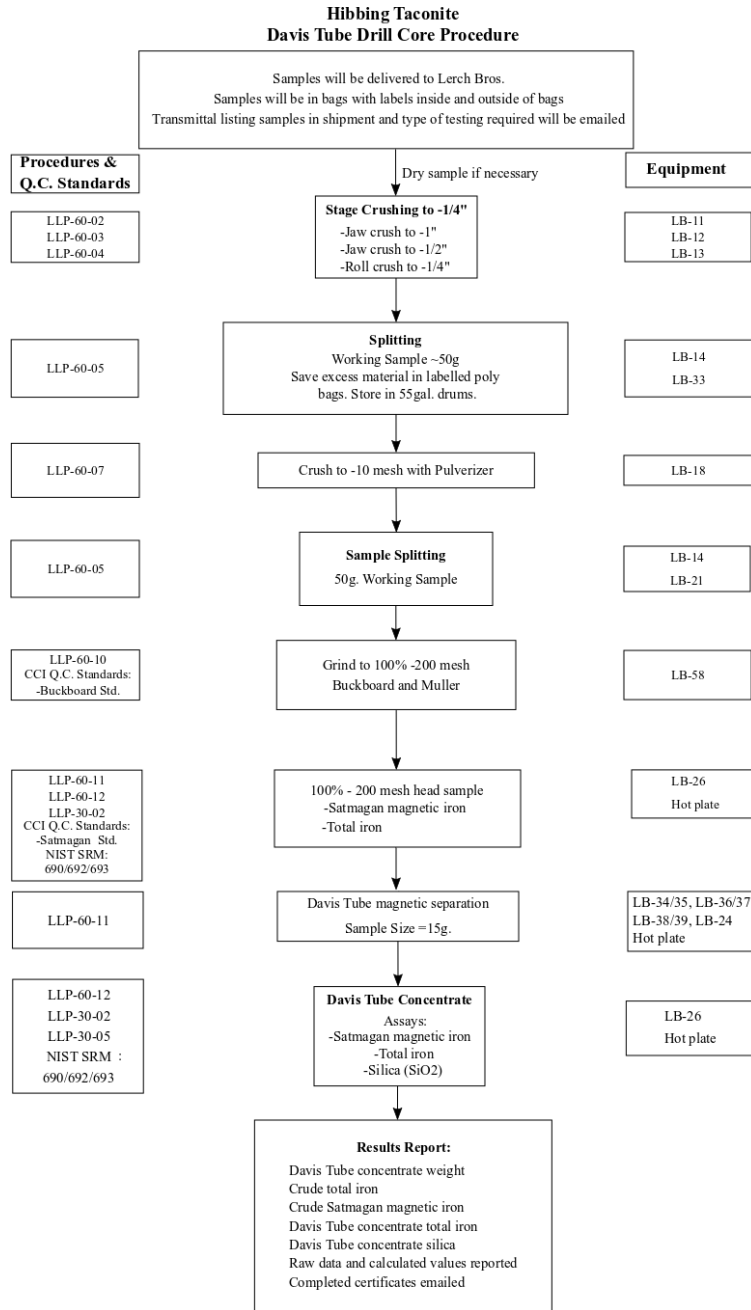 Hibbing Taconite
Davis Tube Drill Core Procedure
Samples will be delivered to Lerch Bros.
Samples will be in bags with labels inside and outside of bags
Transmittal listing samples in shipment and type of testing required will be emailed
Procedures &
Q.C. Standards
Dry sample if necessary
Equipment
LLP-60-02
LLP-60-03
LLP-60-04
Stage Crushing to -1/4"
-Jaw crush to -1"
-Jaw crush to -1/2"
-Roll crush to -1/4"
LB-11
LB-12
LB-13
LLP-60-05
Splitting
Working Sample ~50g
Save excess material in labelled poly
bags. Store in 55gal. drums.
LB-14
LB-33
LLP-60-07
Crush to -10 mesh with Pulverizer
LB-18
LLP-60-05
Sample Splitting
50g. Working Sample
LB-14
LB-21
LLP-60-10
CCI Q.C. Standards:
-Buckboard Std.
Grind to 100% -200 mesh
Buckboard and Muller
LB-58
LLP-60-11
LLP-60-12
LLP-30-02
CCI Q.C. Standards:
-Satmagan Std.
NIST SRM:
690/692/693
100% - 200 mesh head sample
-Satmagan magnetic iron
-Total iron
LB-26
Hot plate
LLP-60-11
Davis Tube magnetic separation
Sample Size =15g.
LB-34/35, LB-36/37
LB-38/39, LB-24
Hot plate
LLP-60-12
LLP-30-02
LLP-30-05
NIST SRM :
690/692/693
Davis Tube Concentrate
Assays:
-Satmagan magnetic iron
-Total iron
-Silica (SiO2)
LB-26
Hot plate
Results Report:
Davis Tube concentrate weight
Crude total iron
Crude Satmagan magnetic iron
Davis Tube concentrate total iron
Davis Tube concentrate silica
Raw data and calculated values reported
Completed certificates emailed